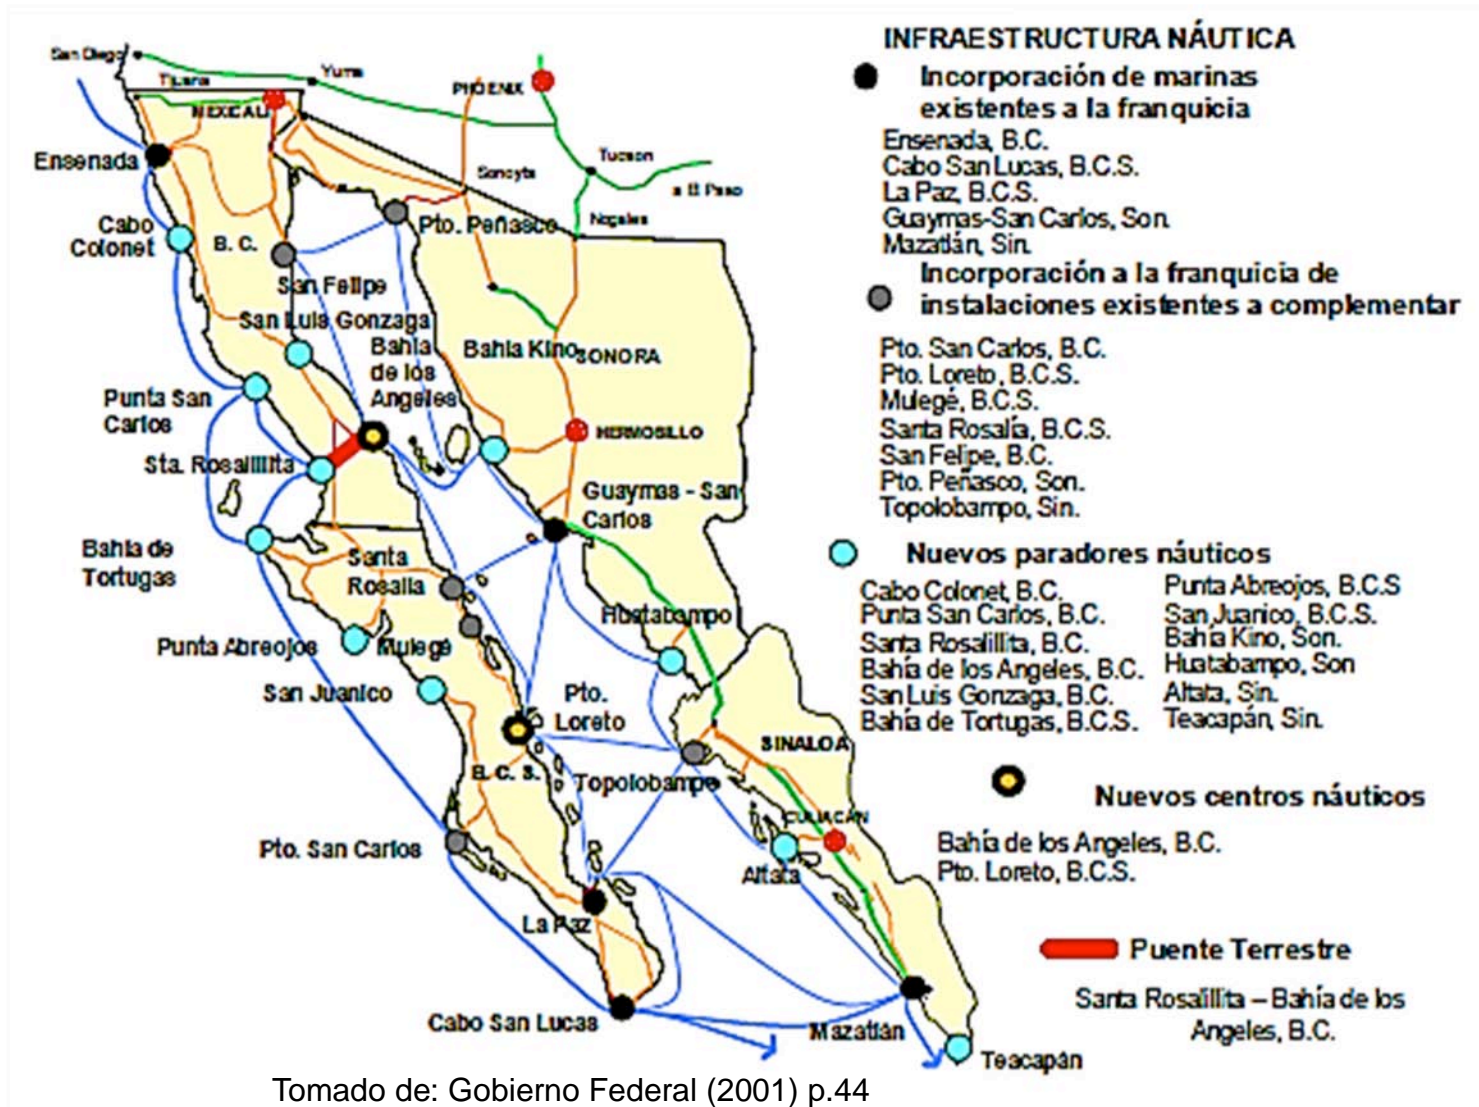 San Diego
Tijuana
Yuma
MEXICALI
PHOENIX
Ensenada
Sonoyta
Tucson
a El Paso
Nogales
Cabo
Colonet
B. C.
Pto. Peñasco
San Felipe
San Luis Gonzaga
Bahía
de los
Angeles
Bahía Kino
SONORA
Punta San
Carlos
HERMOSILLO
Sta. Rosalillita
Guaymas - San
Carlos
Bahía de
Tortugas
Santa
Rosalia
Huatabampo
Punta Abreojos
Mulegé
San Juanico
Pto.
Loreto
SINALOA
B. C. S.
Topolobampo
CULIACÁN
Pto. San Carlos
Altata
La Paz
Cabo San Lucas
Mazatlán
Teacapán
INFRAESTRUCTURA NÁUTICA
Incorporación de marinas
existentes a la franquicia
Ensenada, B.C.
Cabo San Lucas, B.C.S.
La Paz, B.C.S.
Guaymas-San Carlos, Son.
Mazatlán, Sin.
Incorporación a la franquicia de
instalaciones existentes a complementar
Pto. San Carlos, B.C.
Pto. Loreto, B.C.S.
Mulegé, B.C.S.
Santa Rosalía, B.C.S.
San Felipe, B.C.
Pto. Peñasco, Son.
Topolobampo, Sin.
Nuevos paradores náuticos
Cabo Colonet, B.C.
Punta San Carlos, B.C.
Santa Rosalillita, B.C.
Bahía de los Angeles, B.C.
San Luis Gonzaga, B.C.
Bahía de Tortugas, B.C.S.
Punta Abreojos, B.C.S
San Juanico, B.C.S.
Bahía Kino, Son.
Huatabampo, Son
Altata, Sin.
Teacapán, Sin.
Nuevos centros náuticos
Bahía de los Angeles, B.C.
Pto. Loreto, B.C.S.
Puente Terrestre
Santa Rosalillita – Bahía de los
Angeles, B.C.
Tomado de: Gobierno Federal (2001) p.44